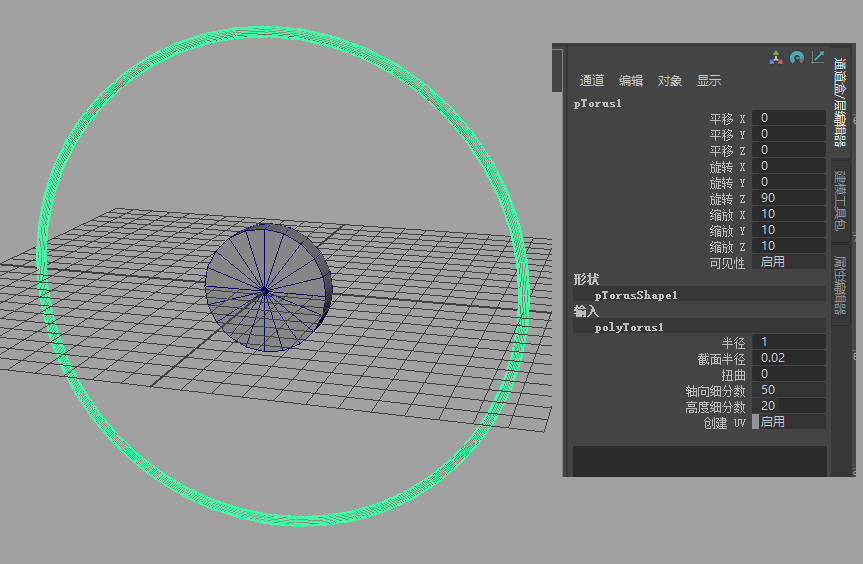 通道 编辑 对象 显示
pTorus1
平移 X 0
平移 Y 0
平移 Z 0
旋转 X 0
旋转 Y 0
旋转 Z 90
缩放 X 10
缩放 Y 10
缩放 Z 10
可见性 启用
形状
pTorusShape1
输入
polyTorus1
半径 1
截面半径 0.02
扭曲 0
轴向细分数 50
高度细分数 20
创建 UV 启用
通道盒/层编辑器
建模工具包
属性编辑器